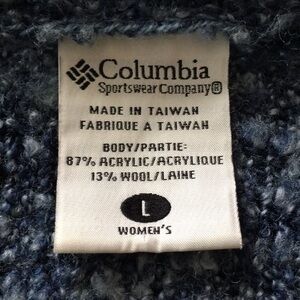 Columbia
Sportswear Company®
MADE IN TAIWAN
FABRIQUE A TAIWAN
BODY/PARTIE:
87% ACRYLIC/ACRYLIQUE
13% WOOL/LAINE
L
WOMEN'S